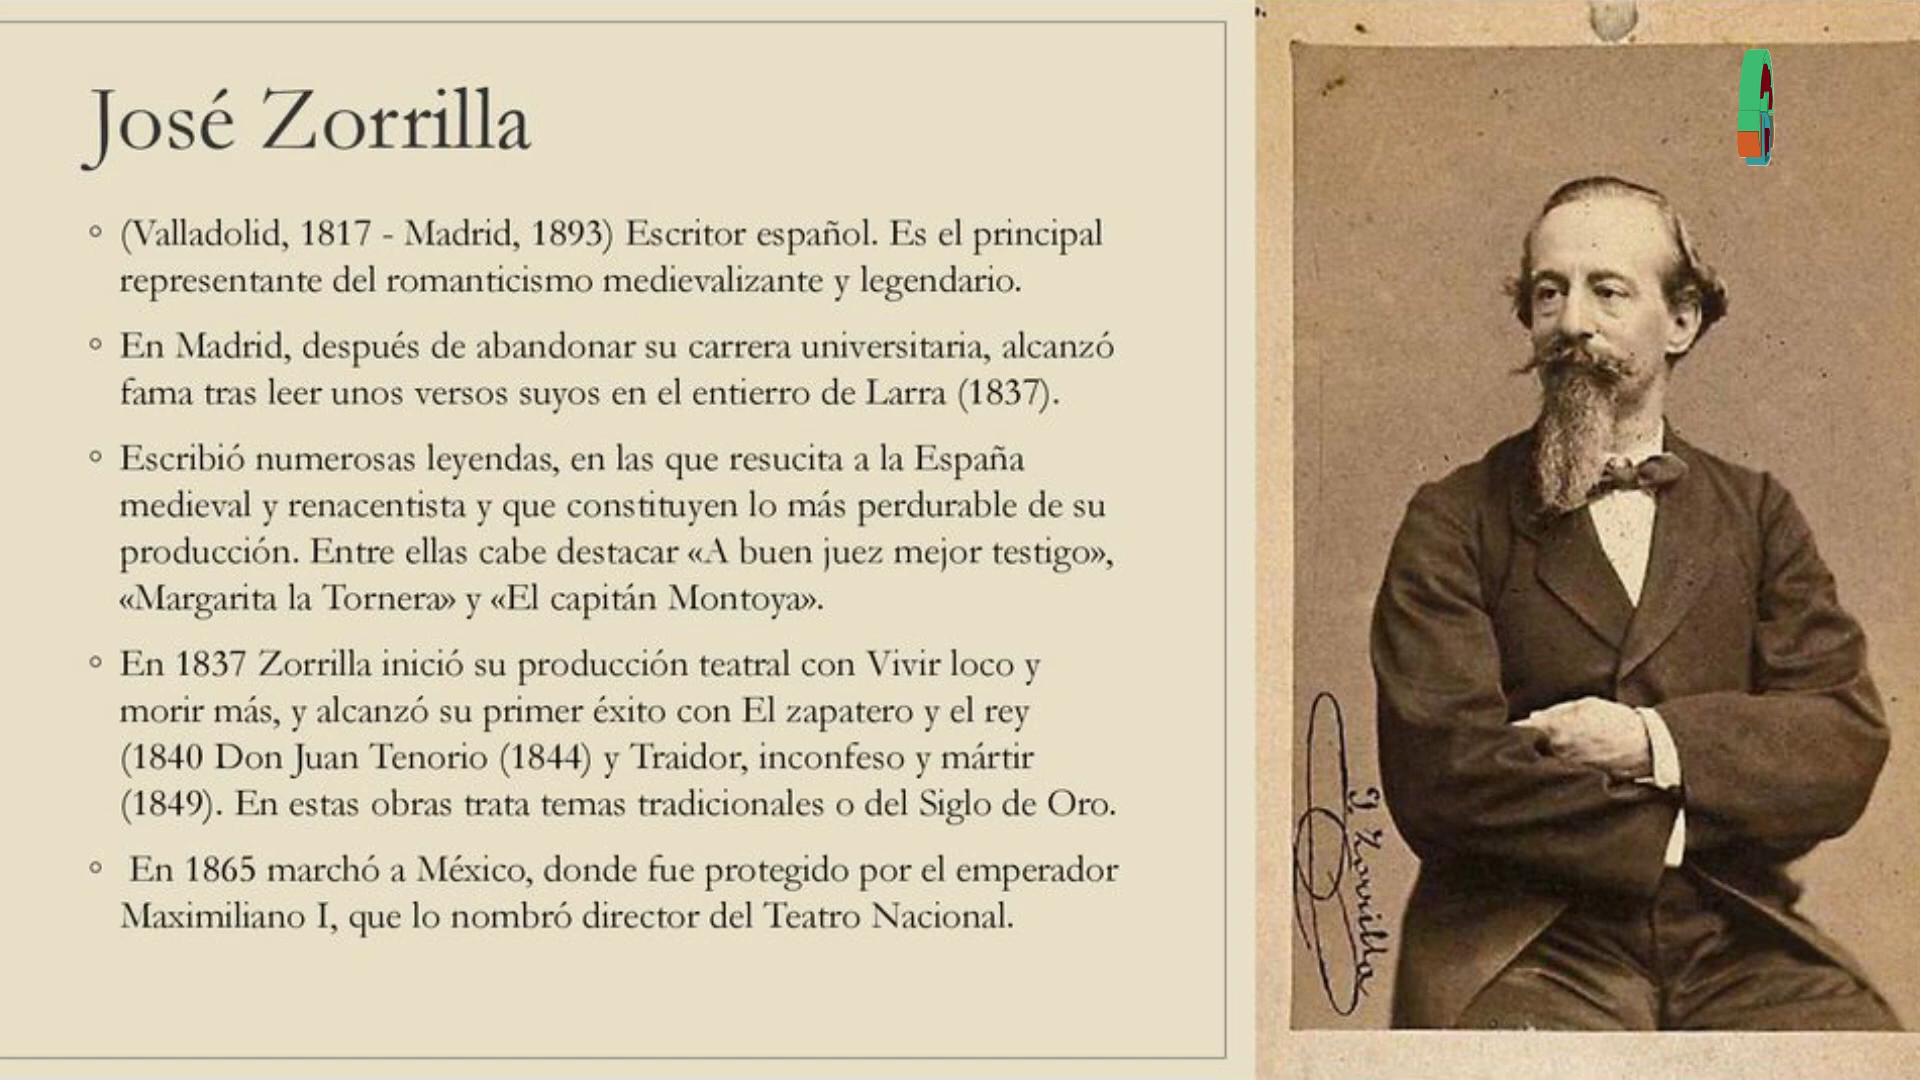 José Zorrilla
◦ (Valladolid, 1817 - Madrid, 1893) Escritor español. Es el principal
representante del romanticismo medievalizante y legendario.
◦ En Madrid, después de abandonar su carrera universitaria, alcanzó
fama tras leer unos versos suyos en el entierro de Larra (1837).
◦ Escribió numerosas leyendas, en las que resucita a la España
medieval y renacentista y que constituyen lo más perdurable de su
producción. Entre ellas cabe destacar «A buen juez mejor testigo»,
«Margarita la Tornera» y «El capitán Montoya».
◦ En 1837 Zorrilla inició su producción teatral con Vivir loco y
morir más, y alcanzó su primer éxito con El zapatero y el rey
(1840 Don Juan Tenorio (1844) y Traidor, inconfeso y mártir
(1849). En estas obras trata temas tradicionales o del Siglo de Oro.
◦ En 1865 marchó a México, donde fue protegido por el emperador
Maximiliano I, que lo nombró director del Teatro Nacional.
J. Zorrilla